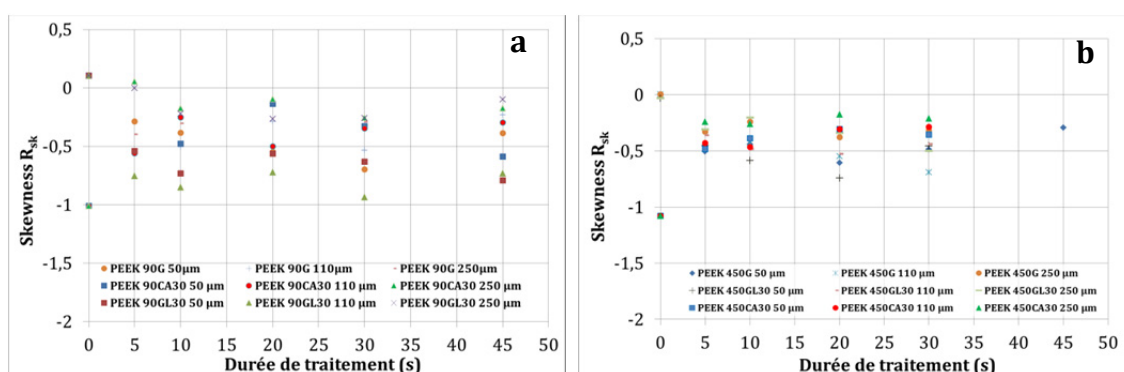 a
0,5
0
-0,5
-1
-1,5
-2
Skewness Rsk
0 5 10 15 20 25 30 35 40 45 50
Durée de traitement (s)
PEEK 90G 50µm PEEK 90G 110µm PEEK 90G 250µm
PEEK 90CA30 50 µm PEEK 90CA30 110 µm PEEK 90CA30 250 µm
PEEK 90GL30 50 µm PEEK 90GL30 110 µm PEEK 90GL30 250 µm
b
0,5
0
-0,5
-1
-1,5
-2
Skewness Rsk
0 5 10 15 20 25 30 35 40 45 50
Durée de traitement (s)
PEEK 450G 50 µm PEEK 450G 110 µm PEEK 450G 250 µm
PEEK 450GL30 50 µm PEEK 450GL30 110 µm PEEK 450GL30 250 µm
PEEK 450CA30 50 µm PEEK 450CA30 110 µm PEEK 450CA30 250 µm